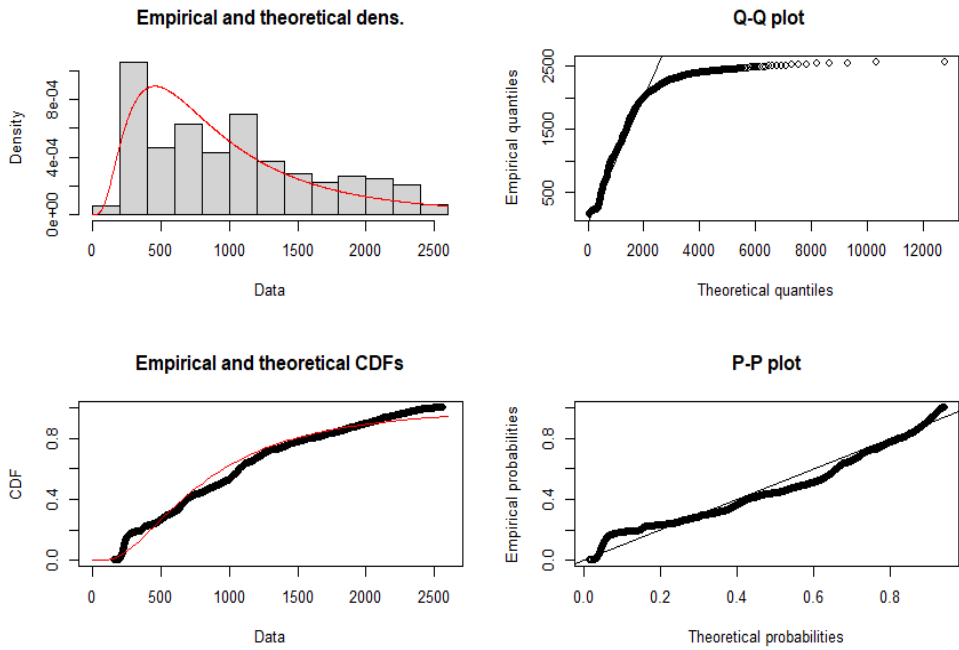 Empirical and theoretical dens.
Density
0e+00 4e-04 8e-04
0 500 1000 1500 2000 2500
Data
Q-Q plot
Empirical quantiles
500 1500 2500
0 2000 4000 6000 8000 10000 12000
Theoretical quantiles
Empirical and theoretical CDFs
CDF
0.0 0.4 0.8
0 500 1000 1500 2000 2500
Data
P-P plot
Empirical probabilities
0.0 0.4 0.8
0.0 0.2 0.4 0.6 0.8
Theoretical probabilities